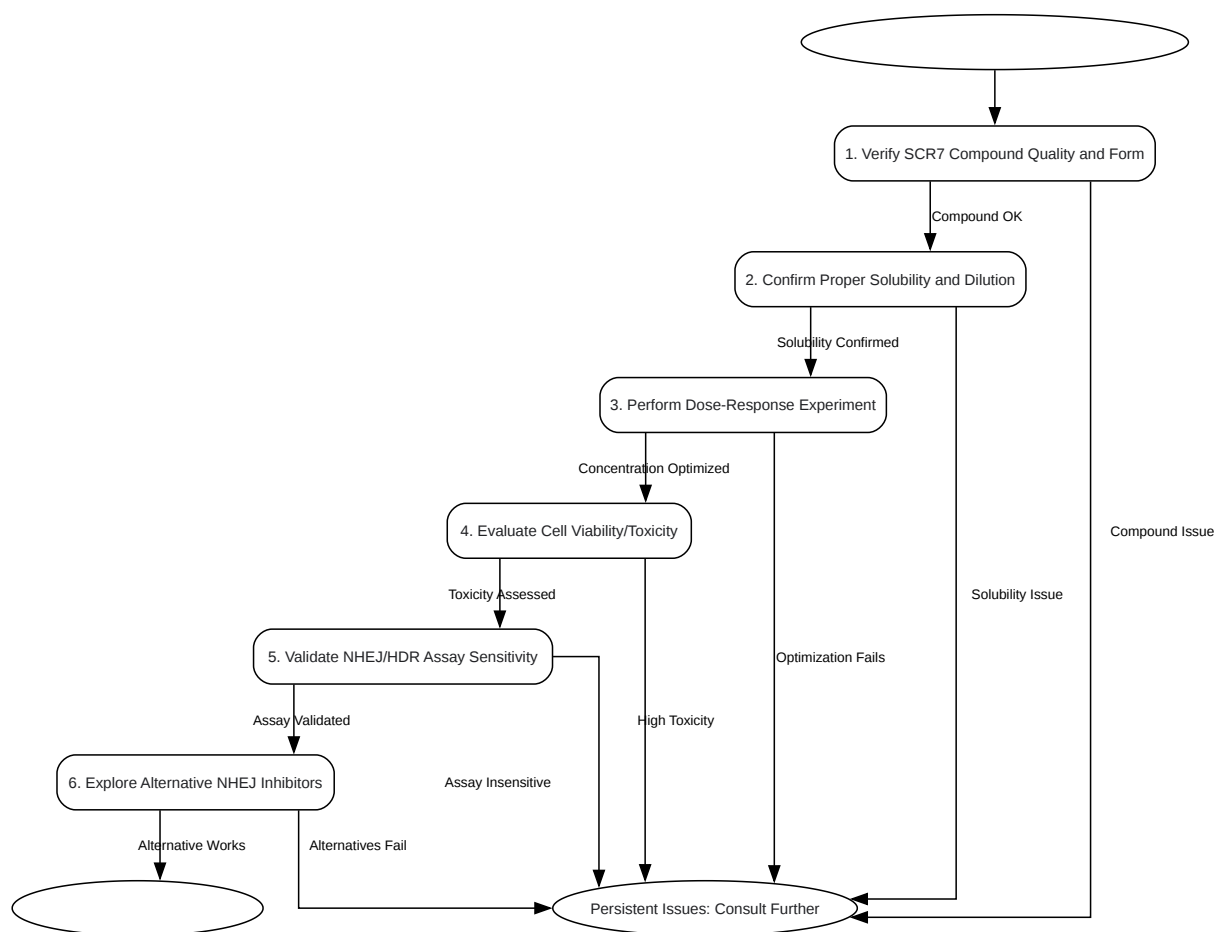 1. Verify SCR7 Compound Quality and Form
Compound OK
2. Confirm Proper Solubility and Dilution
Solubility Confirmed
3. Perform Dose-Response Experiment
Concentration Optimized
4. Evaluate Cell Viability/Toxicity
Compound Issue
Toxicity Assessed
Solubility Issue
5. Validate NHEJ/HDR Assay Sensitivity
Optimization Fails
Assay Validated
High Toxicity
6. Explore Alternative NHEJ Inhibitors
Assay Insensitive
Alternative Works
Alternatives Fail
Persistent Issues: Consult Further